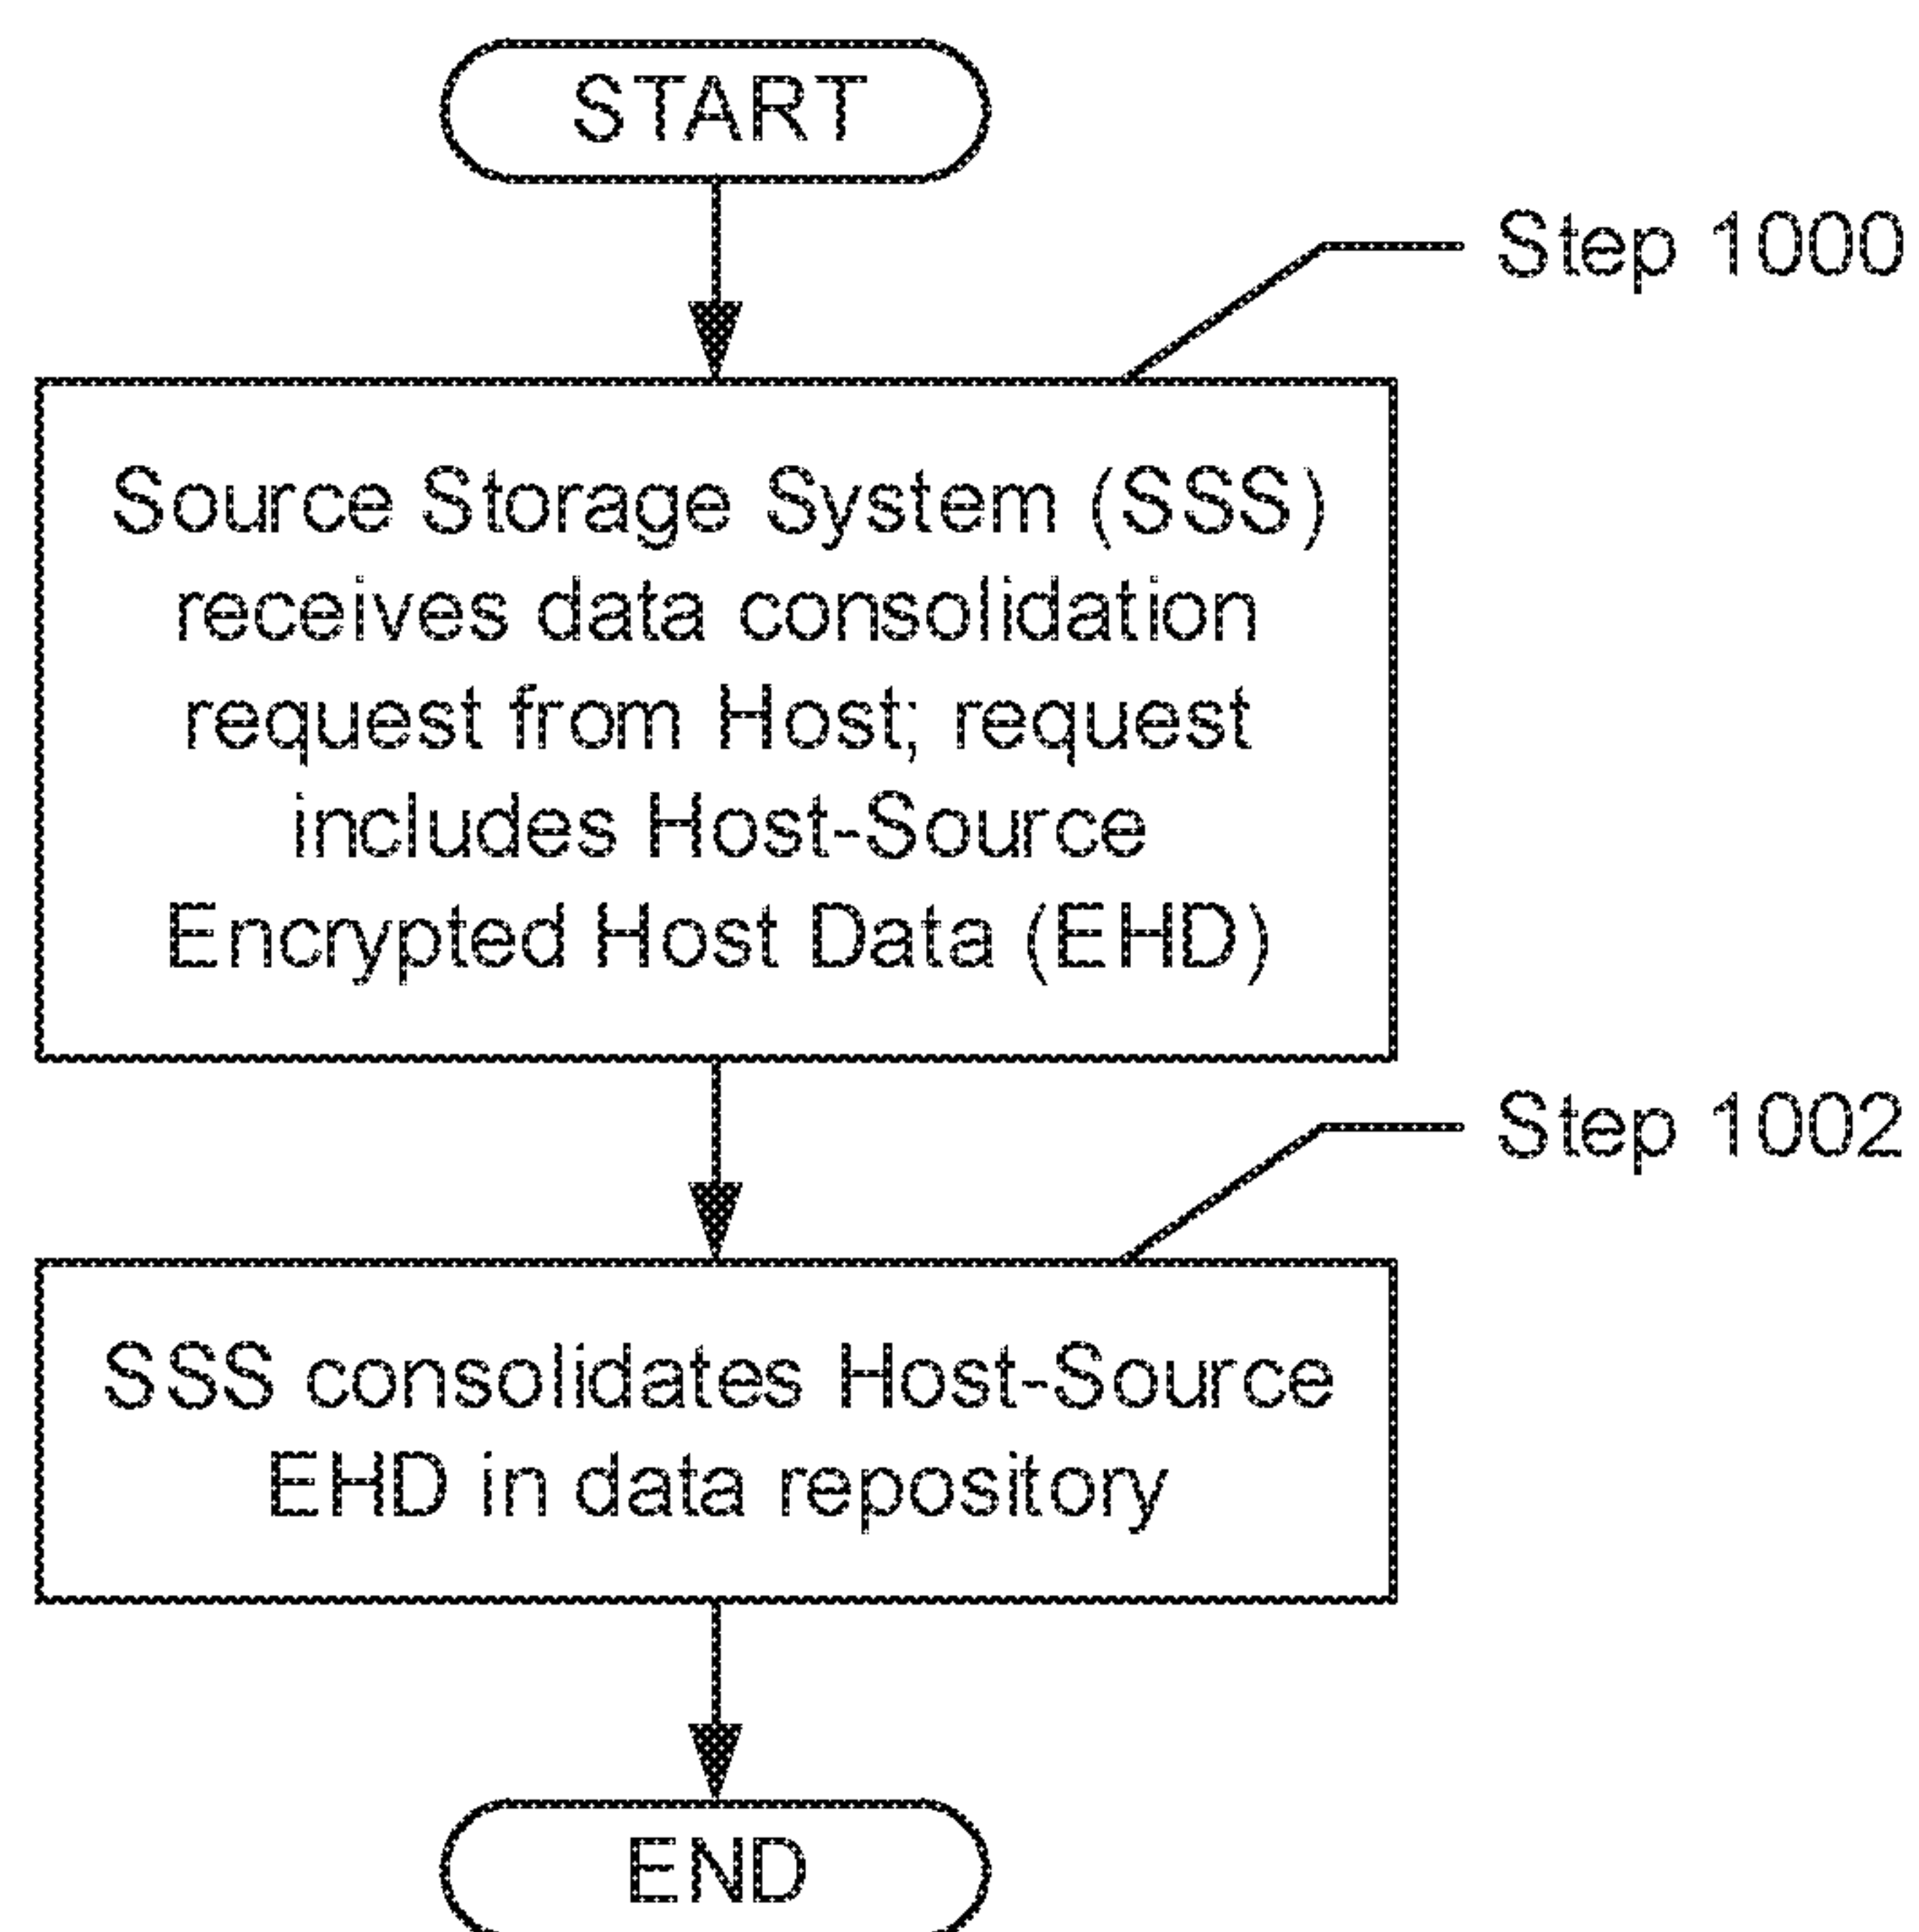 START
Step 1000
Source Storage System (SSS)
receives data consolidation
request from Host; request
includes Host-Source
Encrypted Host Data (EHD)
Step 1002
SSS consolidates Host-Source
EHD in data repository
END